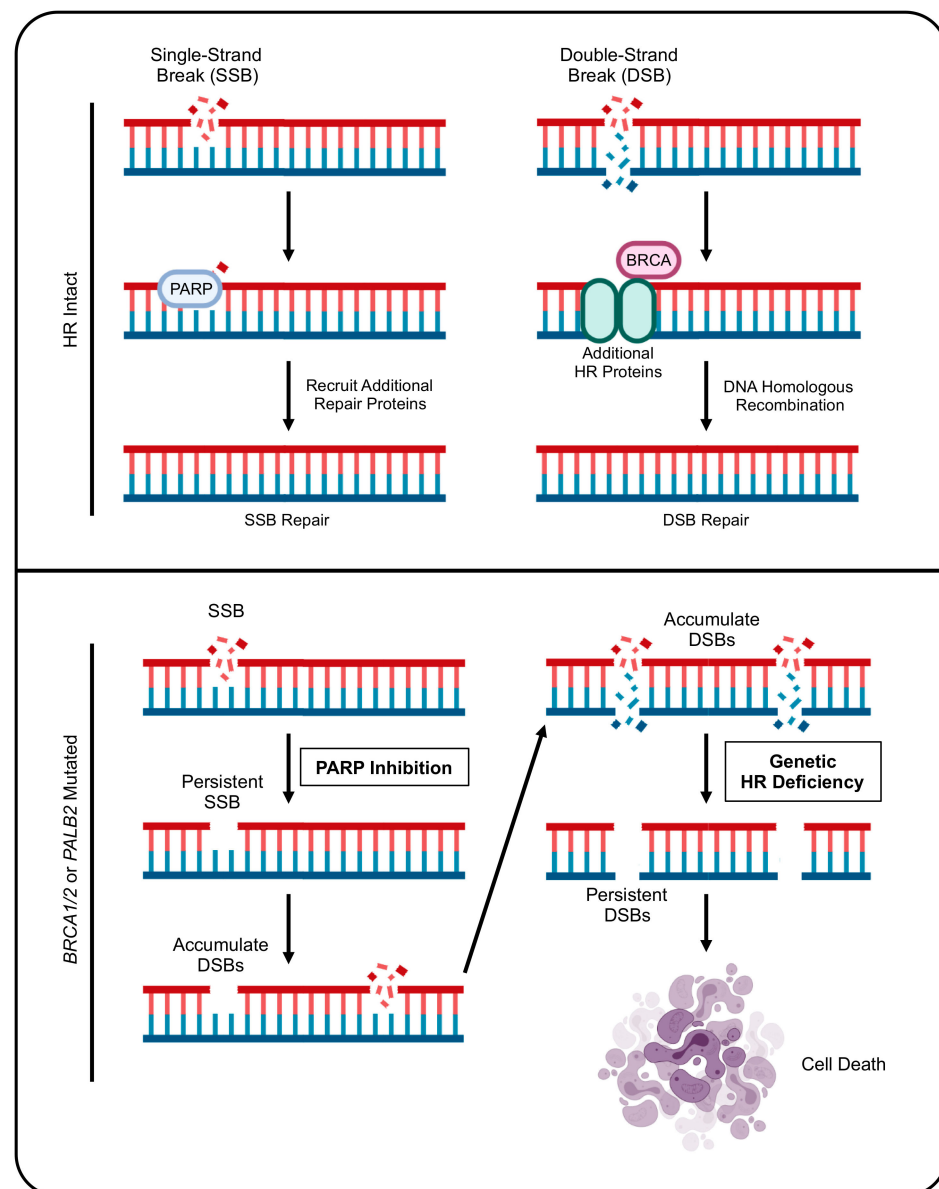 Single-Strand
Break (SSB)
Double-Strand
Break (DSB)
HR Intact
PARP
BRCA
Additional
HR Proteins
Recruit Additional
Repair Proteins
DNA Homologous
Recombination
SSB Repair
DSB Repair
BRCA1/2 or PALB2 Mutated
SSB
PARP Inhibition
Persistent
SSB
Accumulate
DSBs
Accumulate
DSBs
Genetic
HR Deficiency
Persistent
DSBs
Cell Death